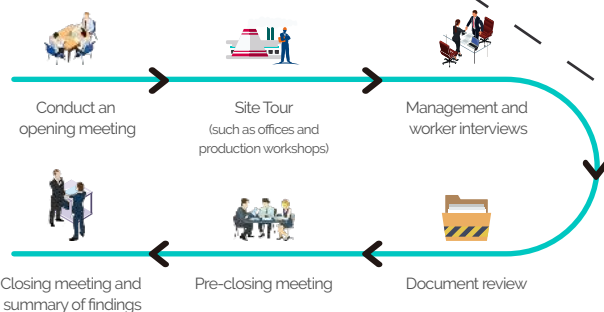 Conduct an
opening meeting
Site Tour
(such as offices and
production workshops)
Management and
worker interviews
Document review
Pre-closing meeting
Closing meeting and
summary of findings